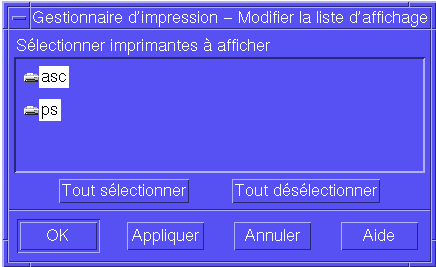 Gestionnaire d'impression – Modifier la liste d'affichage
Sélectionner imprimantes à afficher
asc
ps
Tout sélectionner Tout désélectionner
OK Appliquer Annuler Aide